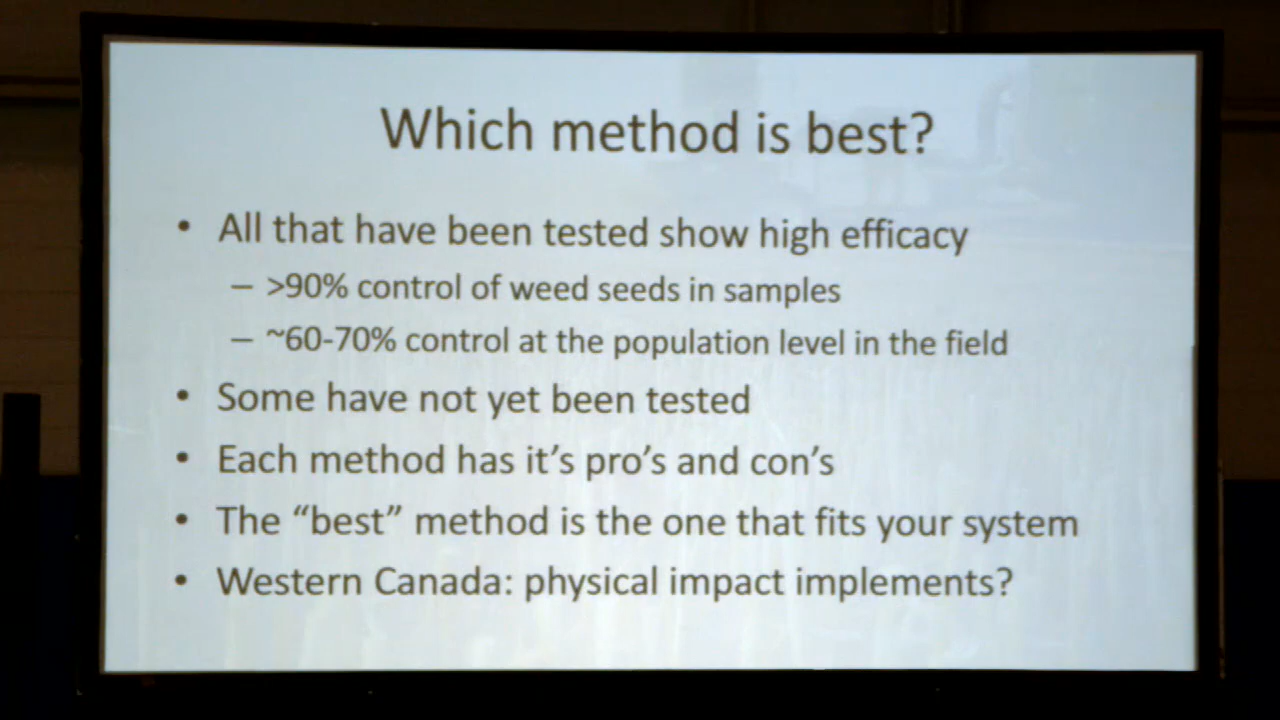 Which method is best?
• All that have been tested show high efficacy
– >90% control of weed seeds in samples
– ~60-70% control at the population level in the field
• Some have not yet been tested
• Each method has it’s pro’s and con’s
• The “best” method is the one that fits your system
• Western Canada: physical impact implements?